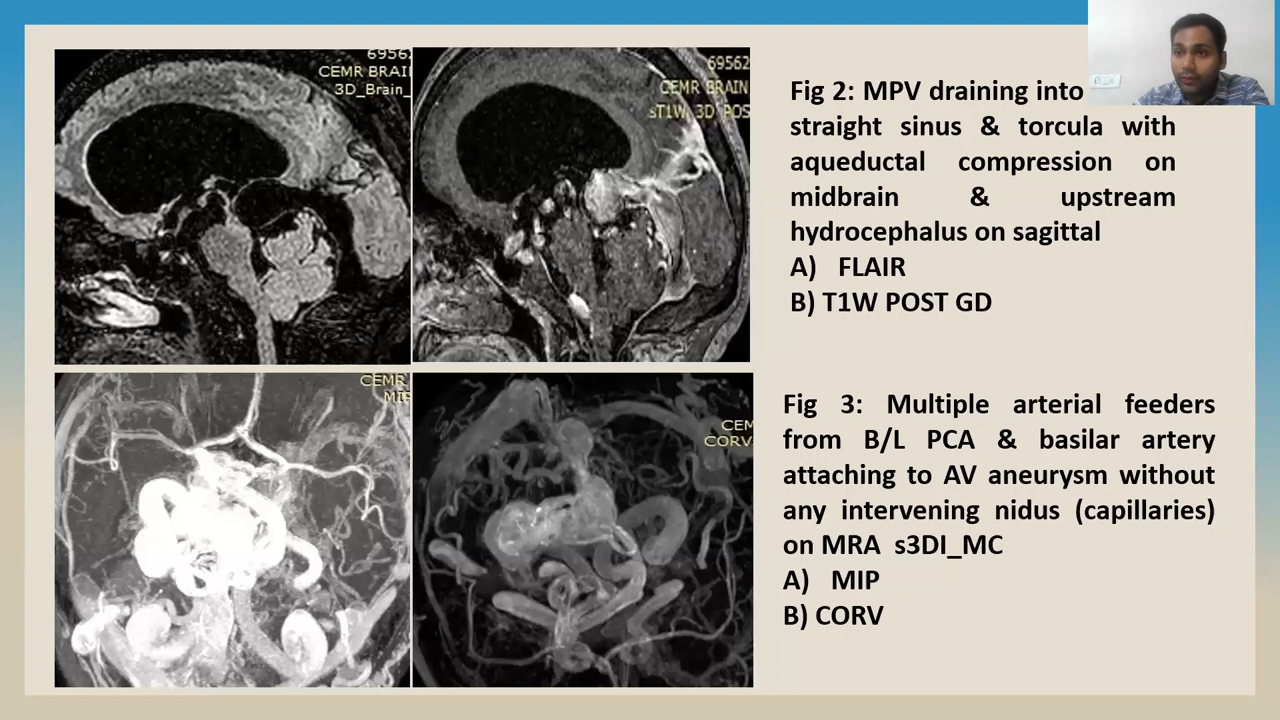 69562
CEMR BRAI
3D_Brain_
69562
CEMR BRAIN
sT1W_3D_POS
Fig 2: MPV draining into
straight sinus & torcula with
aqueductal compression on
midbrain & upstream
hydrocephalus on sagittal
A) FLAIR
B) T1W POST GD
CEMR
MIP
CEM
CORV
Fig 3: Multiple arterial feeders
from B/L PCA & basilar artery
attaching to AV aneurysm without
any intervening nidus (capillaries)
on MRA s3DI_MC
A) MIP
B) CORV